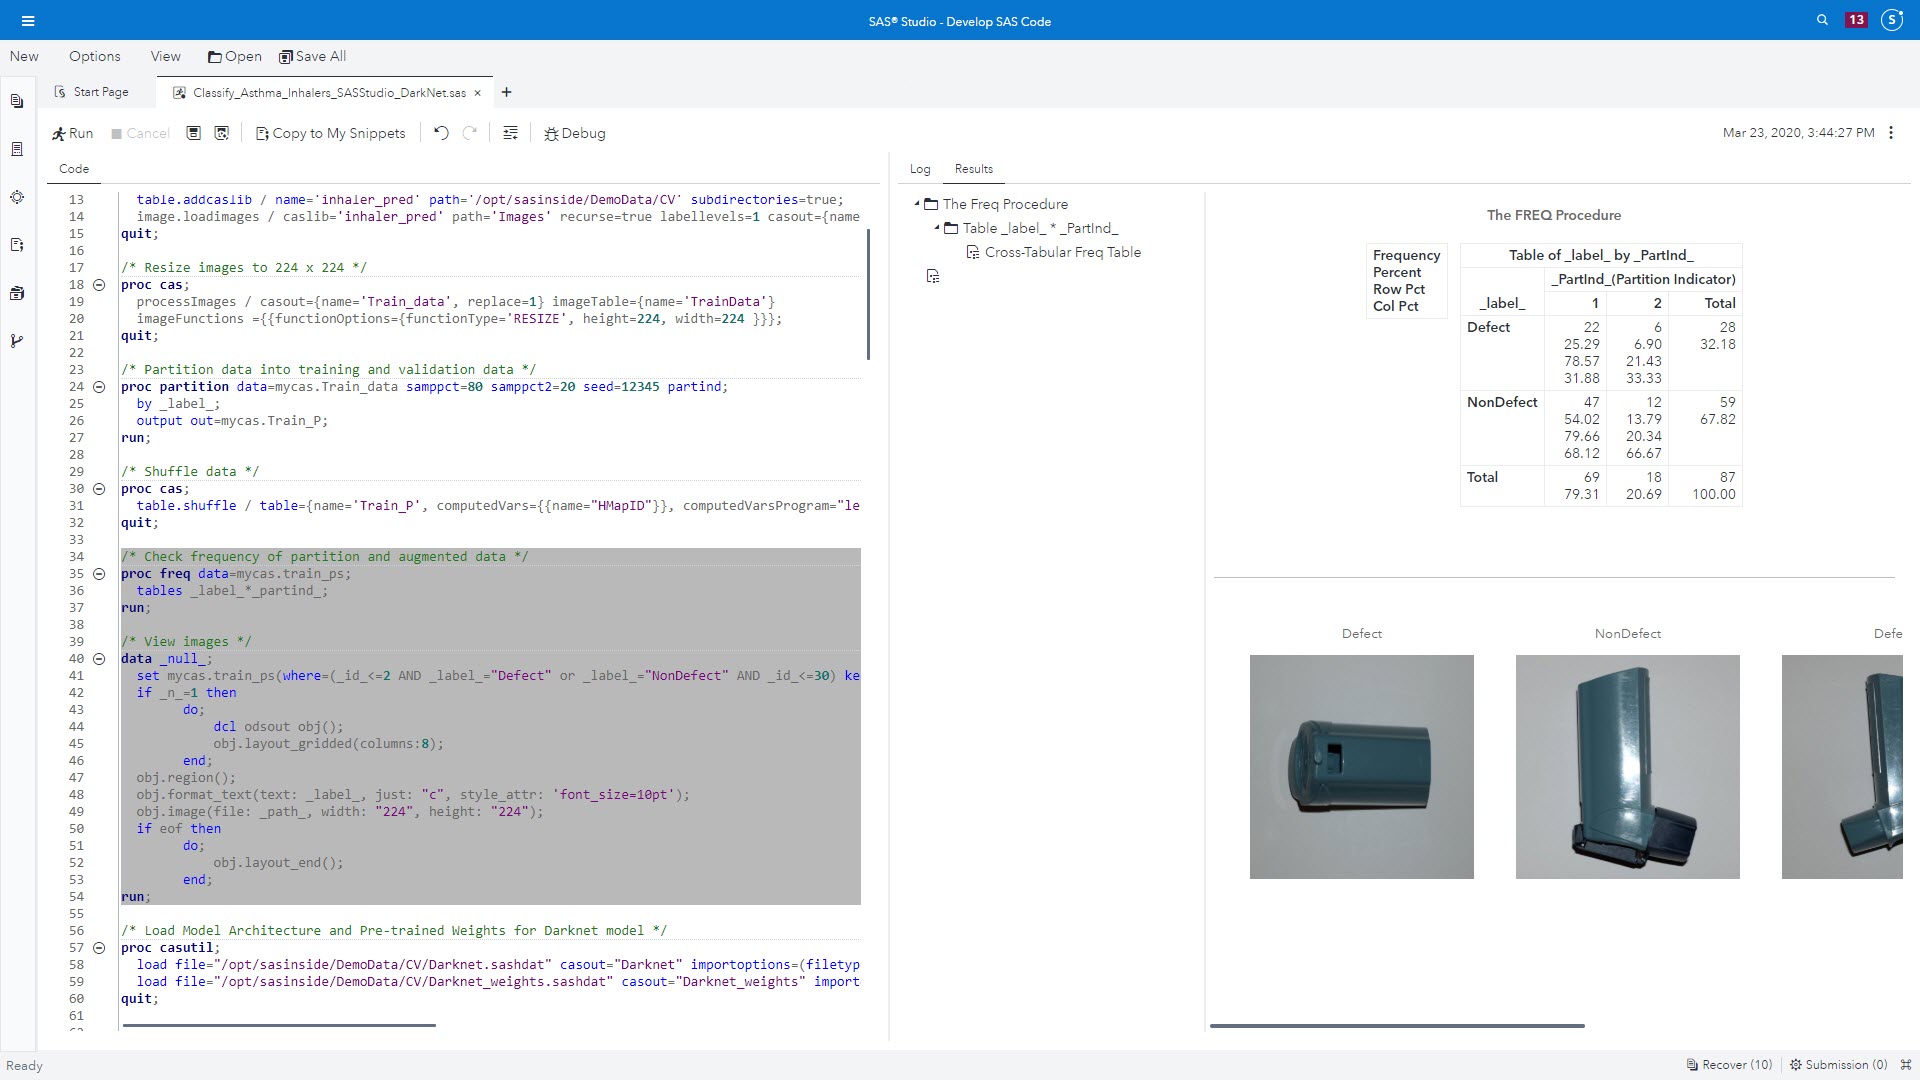 SAS® Studio - Develop SAS Code
13
S
New
Options
View
Open
Save All
Start Page
Classify_Asthma_Inhalers_SASStudio_DarkNet.sas
Run
Cancel
Copy to My Snippets
Debug
Mar 23, 2020, 3:44:27 PM
Code
13 table.addcaslib / name='inhaler_pred' path='/opt/sasinside/DemoData/CV' subdirectories=true;
14 image.loadimages / caslib='inhaler_pred' path='Images' recurse=true labellevels=1 casout={name
15 quit;
16
17 /* Resize images to 224 x 224 */
18 proc cas;
19 processImages / casout={name='Train_data', replace=1} imageTable={name='TrainData'}
20 imageFunctions ={{functionOptions={functionType='RESIZE', height=224, width=224 }}};
21 quit;
22
23 /* Partition data into training and validation data */
24 proc partition data=mycas.Train_data samppct=80 samppct2=20 seed=12345 partind;
25 by _label_;
26 output out=mycas.Train_P;
27 run;
28
29 /* Shuffle data */
30 proc cas;
31 table.shuffle / table={name='Train_P', computedVars={{name="HMapID"}}, computedVarsProgram="le
32 quit;
33
34 /* Check frequency of partition and augmented data */
35 proc freq data=mycas.train_ps;
36 tables _label_*_partind_;
37 run;
38
39 /* View images */
40 data _null_;
41 set mycas.train_ps(where=(_id_<=2 AND _label_="Defect" or _label_="NonDefect" AND _id_<=30) ke
42 if _n_=1 then
43 do;
44 dcl odsout obj();
45 obj.layout_gridded(columns:8);
46 end;
47 obj.region();
48 obj.format_text(text: _label_, just: "c", style_attr: 'font_size=10pt');
49 obj.image(file: _path_, width: "224", height: "224");
50 if eof then
51 do;
52 obj.layout_end();
53 end;
54 run;
55
56 /* Load Model Architecture and Pre-trained Weights for Darknet model */
57 proc casutil;
58 load file="/opt/sasinside/DemoData/CV/Darknet.sashdat" casout="Darknet" importoptions=(filetyp
59 load file="/opt/sasinside/DemoData/CV/Darknet_weights.sashdat" casout="Darknet_weights" import
60 quit;
61
Log
Results
The Freq Procedure
Table _label_ * _PartInd_
Cross-Tabular Freq Table
The FREQ Procedure
Frequency
Percent
Row Pct
Col Pct
Table of _label_ by _PartInd_
_PartInd_(Partition Indicator)
_label_ 1 2 Total
Defect 22 6 28
25.29 6.90 32.18
78.57 21.43
31.88 33.33
NonDefect 47 12 59
54.02 13.79 67.82
79.66 20.34
68.12 66.67
Total 69 18 87
79.31 20.69 100.00
Defect
NonDefect
Defe
Ready
Recover (10)
Submission (0)